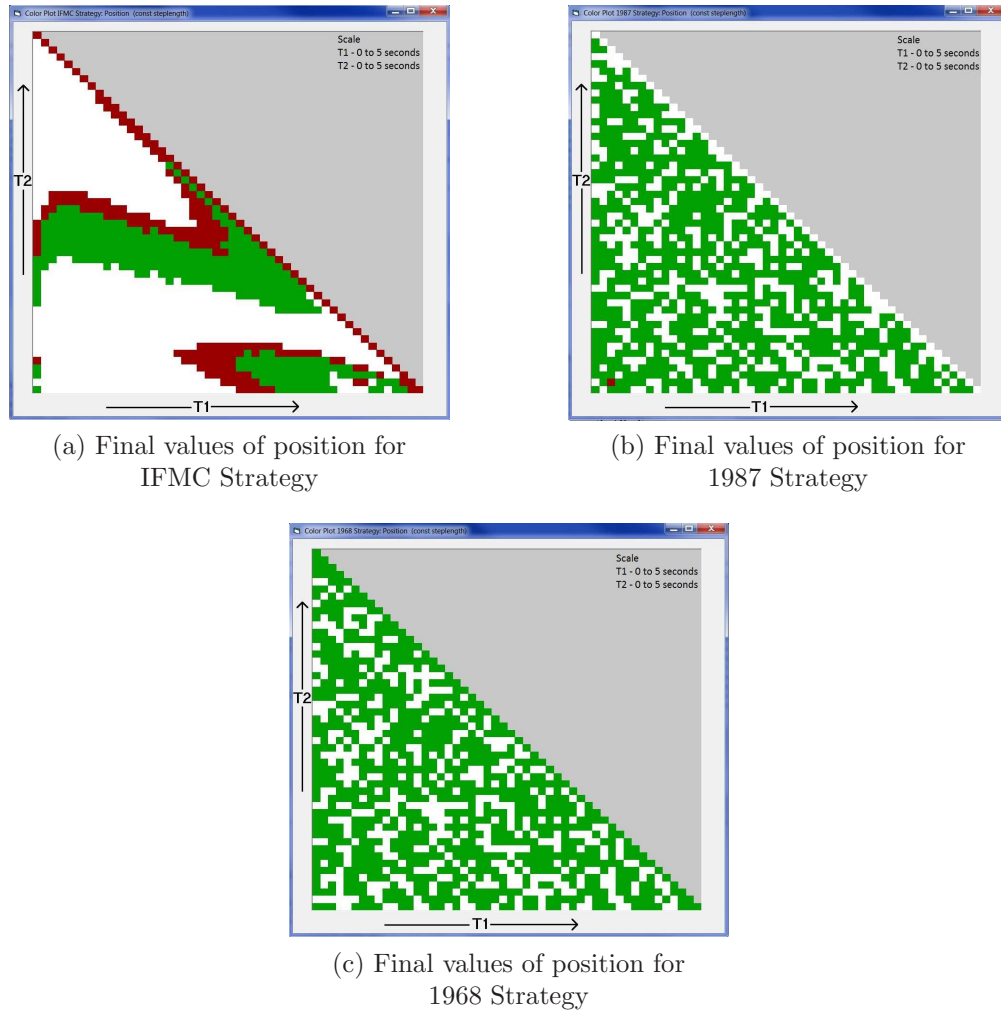 Color Plot IFMC Strategy: Position (const steplength)
Scale
T1 - 0 to 5 seconds
T2 - 0 to 5 seconds
T2
T1
(a) Final values of position for
IFMC Strategy
Color Plot 1987 Strategy: Position (const steplength)
Scale
T1 - 0 to 5 seconds
T2 - 0 to 5 seconds
T2
T1
(b) Final values of position for
1987 Strategy
Color Plot 1968 Strategy: Position (const steplength)
Scale
T1 - 0 to 5 seconds
T2 - 0 to 5 seconds
T2
T1
(c) Final values of position for
1968 Strategy